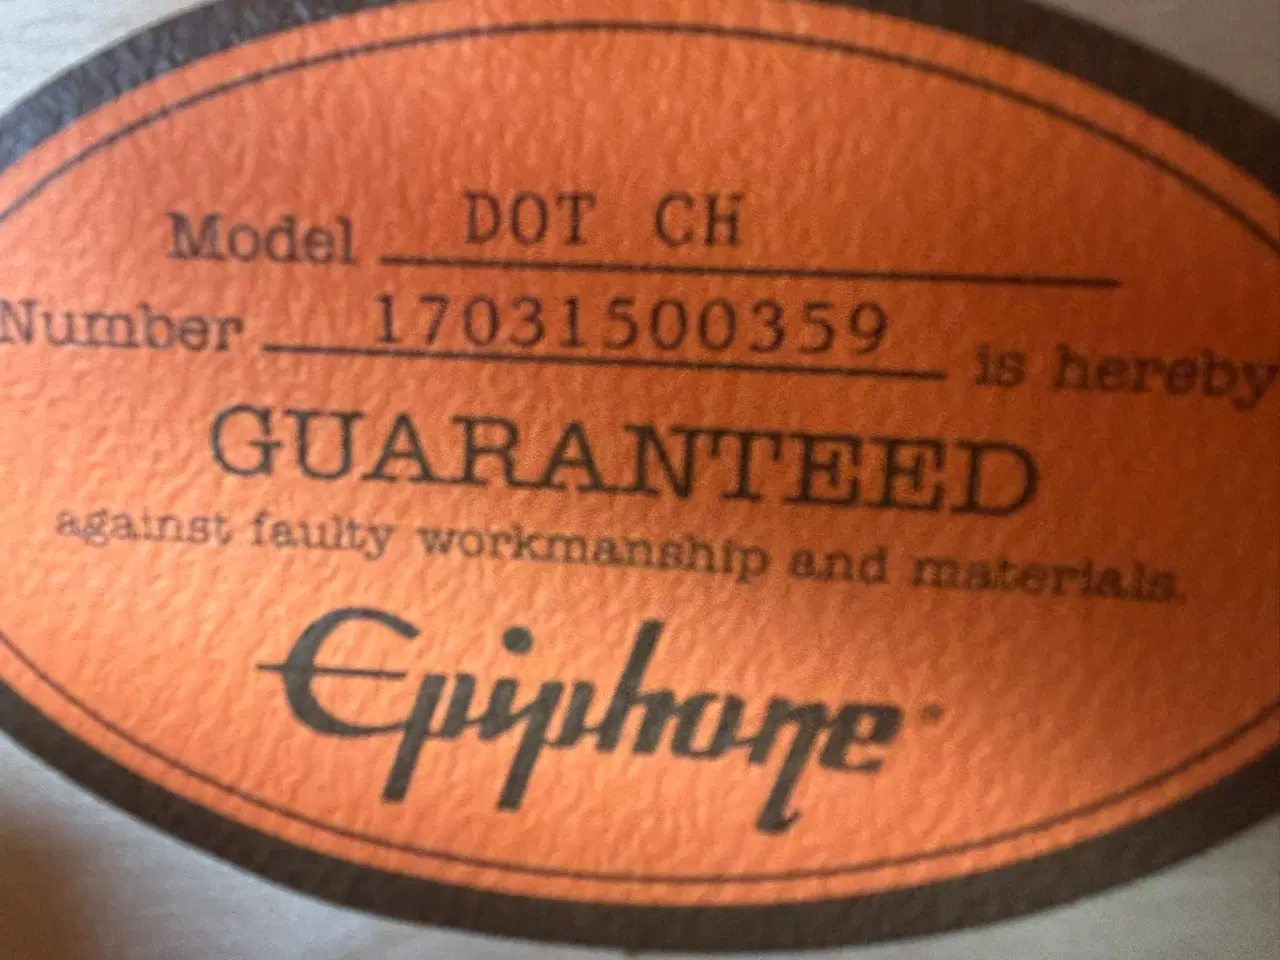 Model DOT CH
Number 17031500359 is hereby
GUARANTEED
against faulty workmanship and materials.
Epiphone